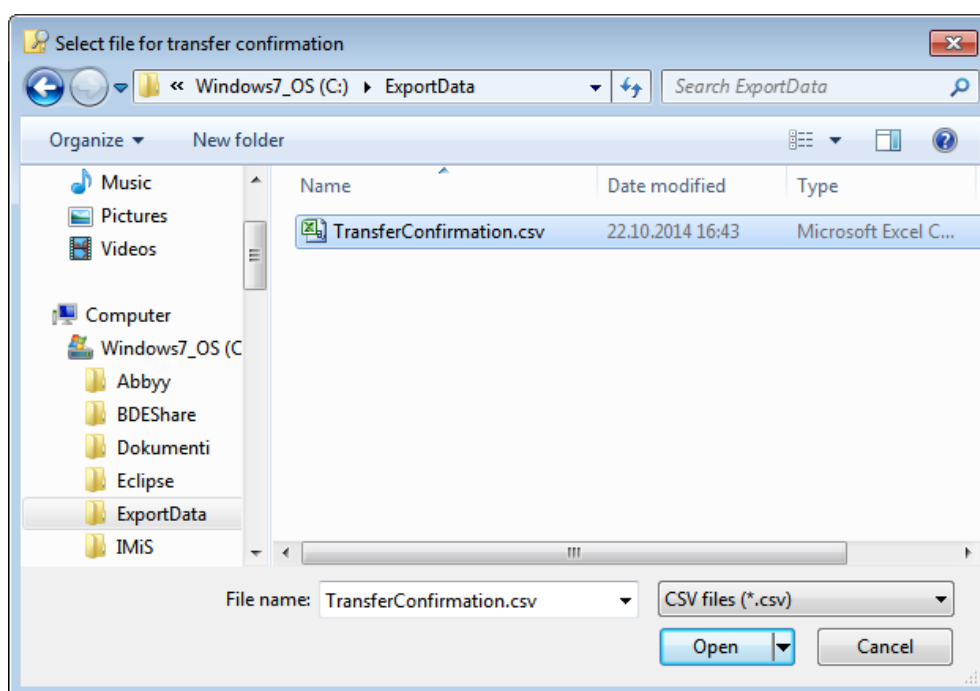 Select file for transfer confirmation
« Windows7_OS (C:) ▸ ExportData
Search ExportData
Organize
New folder
Music
Pictures
Videos
Computer
Windows7_OS (C
Abbyy
BDEShare
Dokumenti
Eclipse
ExportData
IMiS
Name Date modified Type
TransferConfirmation.csv 22.10.2014 16:43 Microsoft Excel C...
File name: TransferConfirmation.csv
CSV files (*.csv)
Open
Cancel